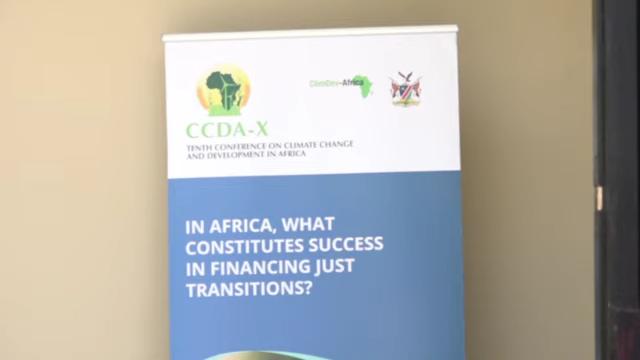 ClimDev-Africa
CCDA-X
TENTH CONFERENCE ON CLIMATE CHANGE
AND DEVELOPMENT IN AFRICA
IN AFRICA, WHAT
CONSTITUTES SUCCESS
IN FINANCING JUST
TRANSITIONS?